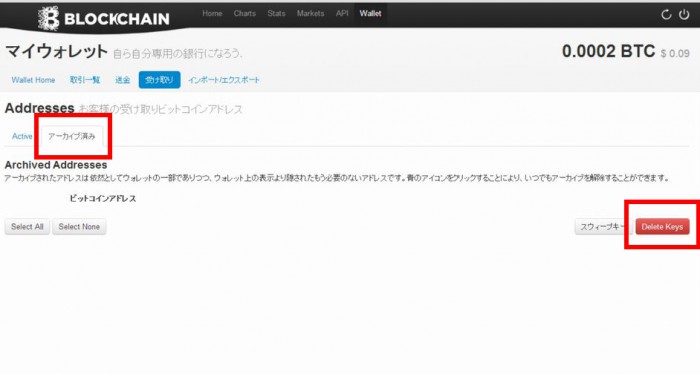 BLOCKCHAIN Home Charts Stats Markets API Wallet
マイウォレット 自ら自分専用の銀行になろう. 0.0002 BTC $ 0.09
Wallet Home 取引一覧 送金 受け取り インポート/エクスポート
Addresses お客様の受け取りビットコインアドレス
Active アーカイブ済み
Archived Addresses
アーカイブされたアドレスは依然としてウォレットの一部でありつつ、ウォレット上の表示より隠されたもう必要のないアドレスです。青のアイコンをクリックすることにより、いつでもアーカイブを解除することができます。
ビットコインアドレス
Select All Select None スウィープキー Delete Keys